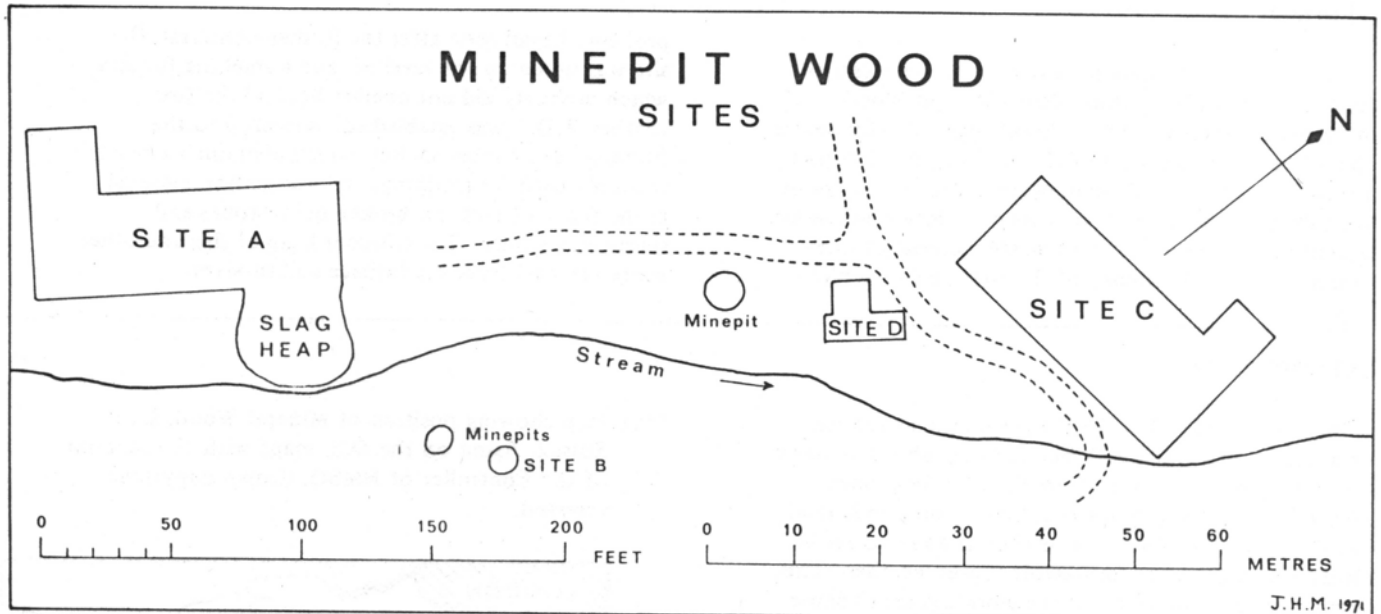 MINEPIT WOOD
SITES
N
SITE A
SLAG
HEAP
Minepit
SITE D
SITE C
Stream
Minepits
SITE B
0 50 100 150 200 FEET
0 10 20 30 40 50 60 METRES
J.H.M. 1971